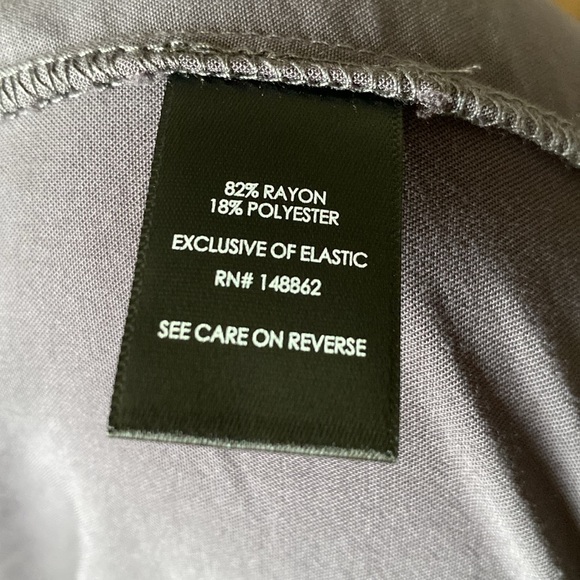 82% RAYON
18% POLYESTER
EXCLUSIVE OF ELASTIC
RN# 148862
SEE CARE ON REVERSE